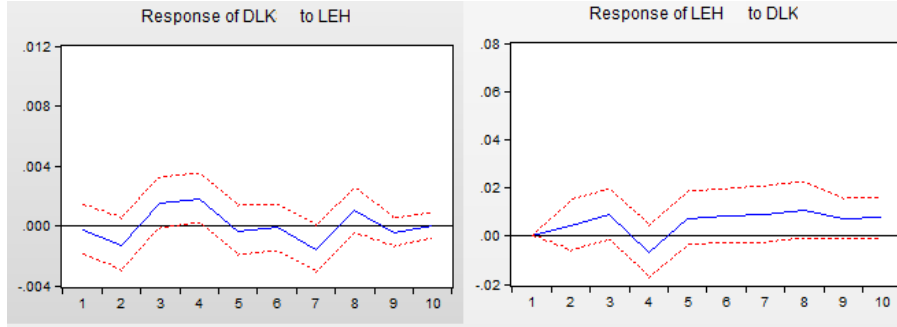 Response of DLK to LEH
.012
.008
.004
.000
-.004
1 2 3 4 5 6 7 8 9 10
Response of LEH to DLK
.08
.06
.04
.02
.00
-.02
1 2 3 4 5 6 7 8 9 10